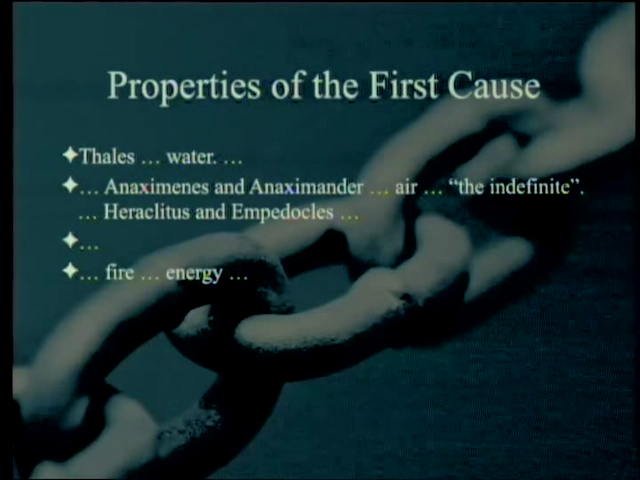 Properties of the First Cause
✦Thales … water. …
✦… Anaximenes and Anaximander … air … “the indefinite”.
… Heraclitus and Empedocles …
✦…
✦… fire … energy …